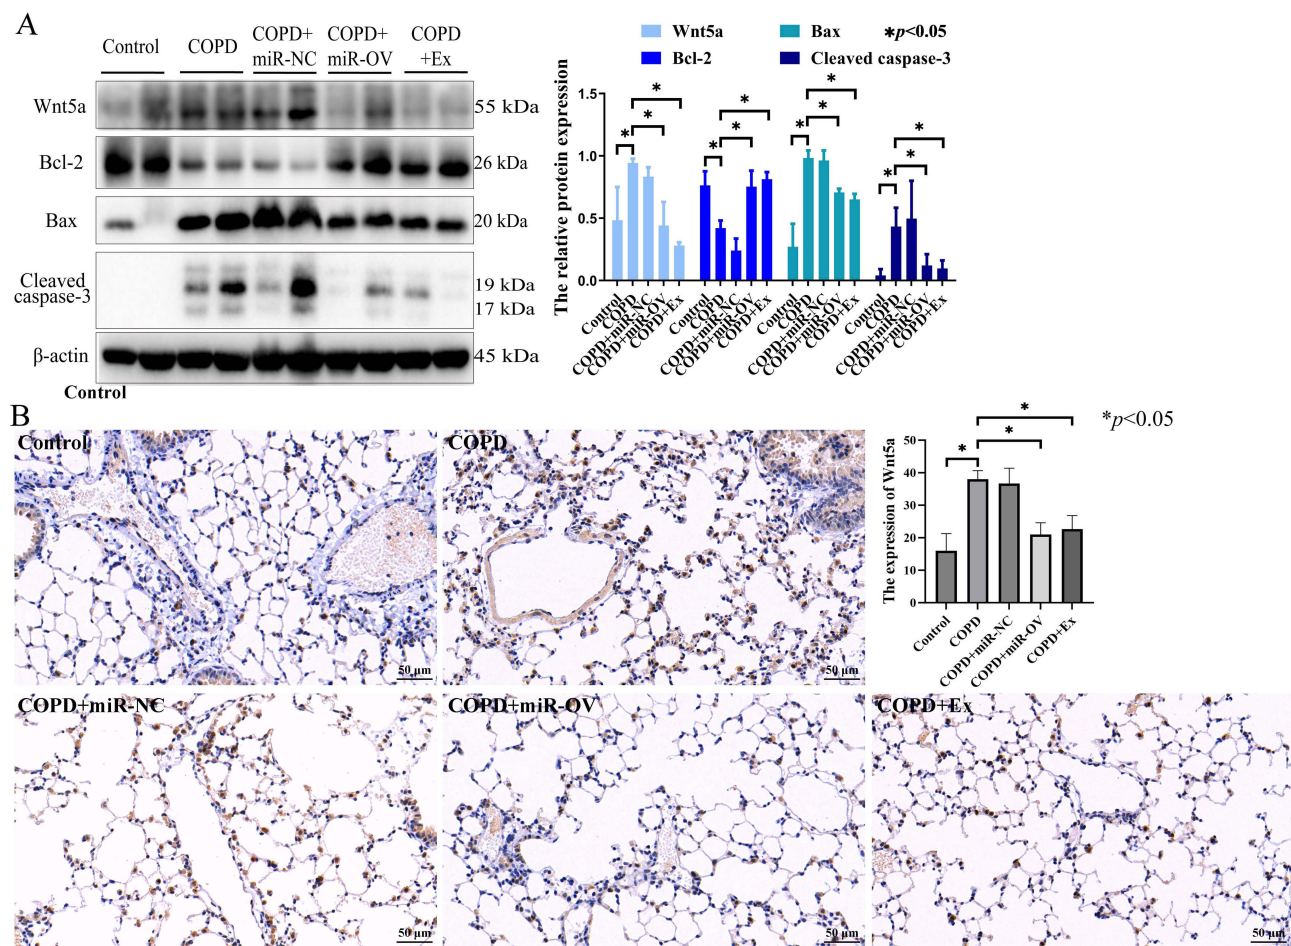 A
Control
COPD
COPD+
miR-NC
COPD+
miR-OV
COPD
+Ex
Wnt5a
55 kDa
Bcl-2
26 kDa
Bax
20 kDa
Cleaved
caspase-3
19 kDa
17 kDa
β-actin
45 kDa
Control
Wnt5a
Bax
*p<0.05
Bcl-2
Cleaved caspase-3
The relative protein expression
1.5
1.0
0.5
0.0
* * * * * * * * * * * *
Control
COPD
COPD+miR-NC
COPD+miR-OV
COPD+Ex
Control
COPD
COPD+miR-NC
COPD+miR-OV
COPD+Ex
Control
COPD
COPD+miR-NC
COPD+miR-OV
COPD+Ex
Control
COPD
COPD+miR-NC
COPD+miR-OV
COPD+Ex
B
Control
50 μm
COPD
50 μm
*p<0.05
The expression of Wnt5a
50
40
30
20
10
0
* * *
Control
COPD
COPD+miR-NC
COPD+miR-OV
COPD+Ex
COPD+miR-NC
50 μm
COPD+miR-OV
50 μm
COPD+Ex
50 μm